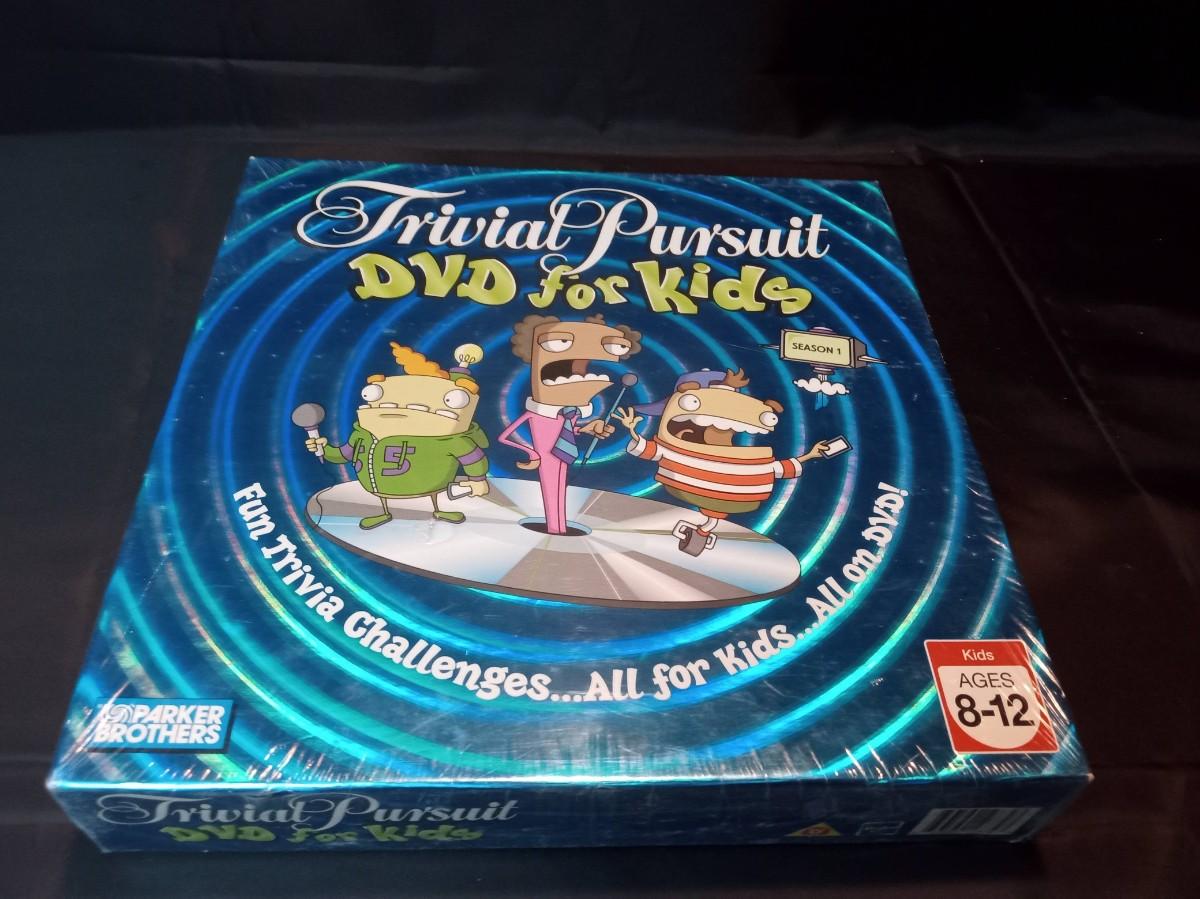 Trivial Pursuit
DVD for Kids
SEASON 1
Fun Trivia Challenges...All for Kids...All on DVD!
Kids
AGES
8-12
PARKER
BROTHERS
Trivial Pursuit
DVD for Kids